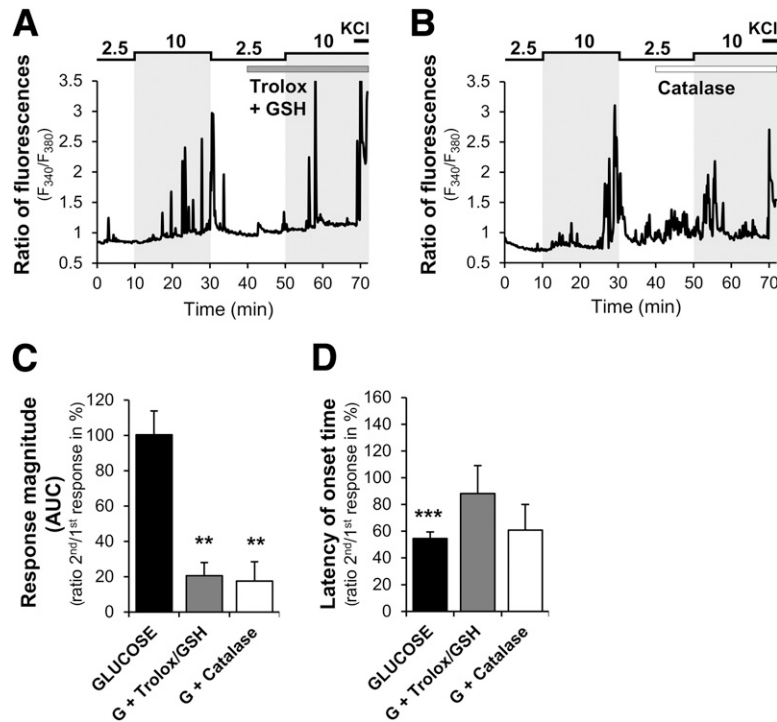 A
KCl
2.5 10 2.5 10
Trolox
+ GSH
Ratio of fluorescences
(F340/F380)
3.5
3
2.5
2
1.5
1
0.5
0 10 20 30 40 50 60 70
Time (min)
B
KCl
2.5 10 2.5 10
Catalase
Ratio of fluorescences
(F340/F380)
3.5
3
2.5
2
1.5
1
0.5
0 10 20 30 40 50 60 70
Time (min)
C
Response magnitude
(AUC)
(ratio 2nd/1st response in %)
120
100
80
60
40
20
0
** **
GLUCOSE
G + Trolox/GSH
G + Catalase
D
Latency of onset time
(ratio 2nd/1st response in %)
160
140
120
100
80
60
40
20
0
***
GLUCOSE
G + Trolox/GSH
G + Catalase